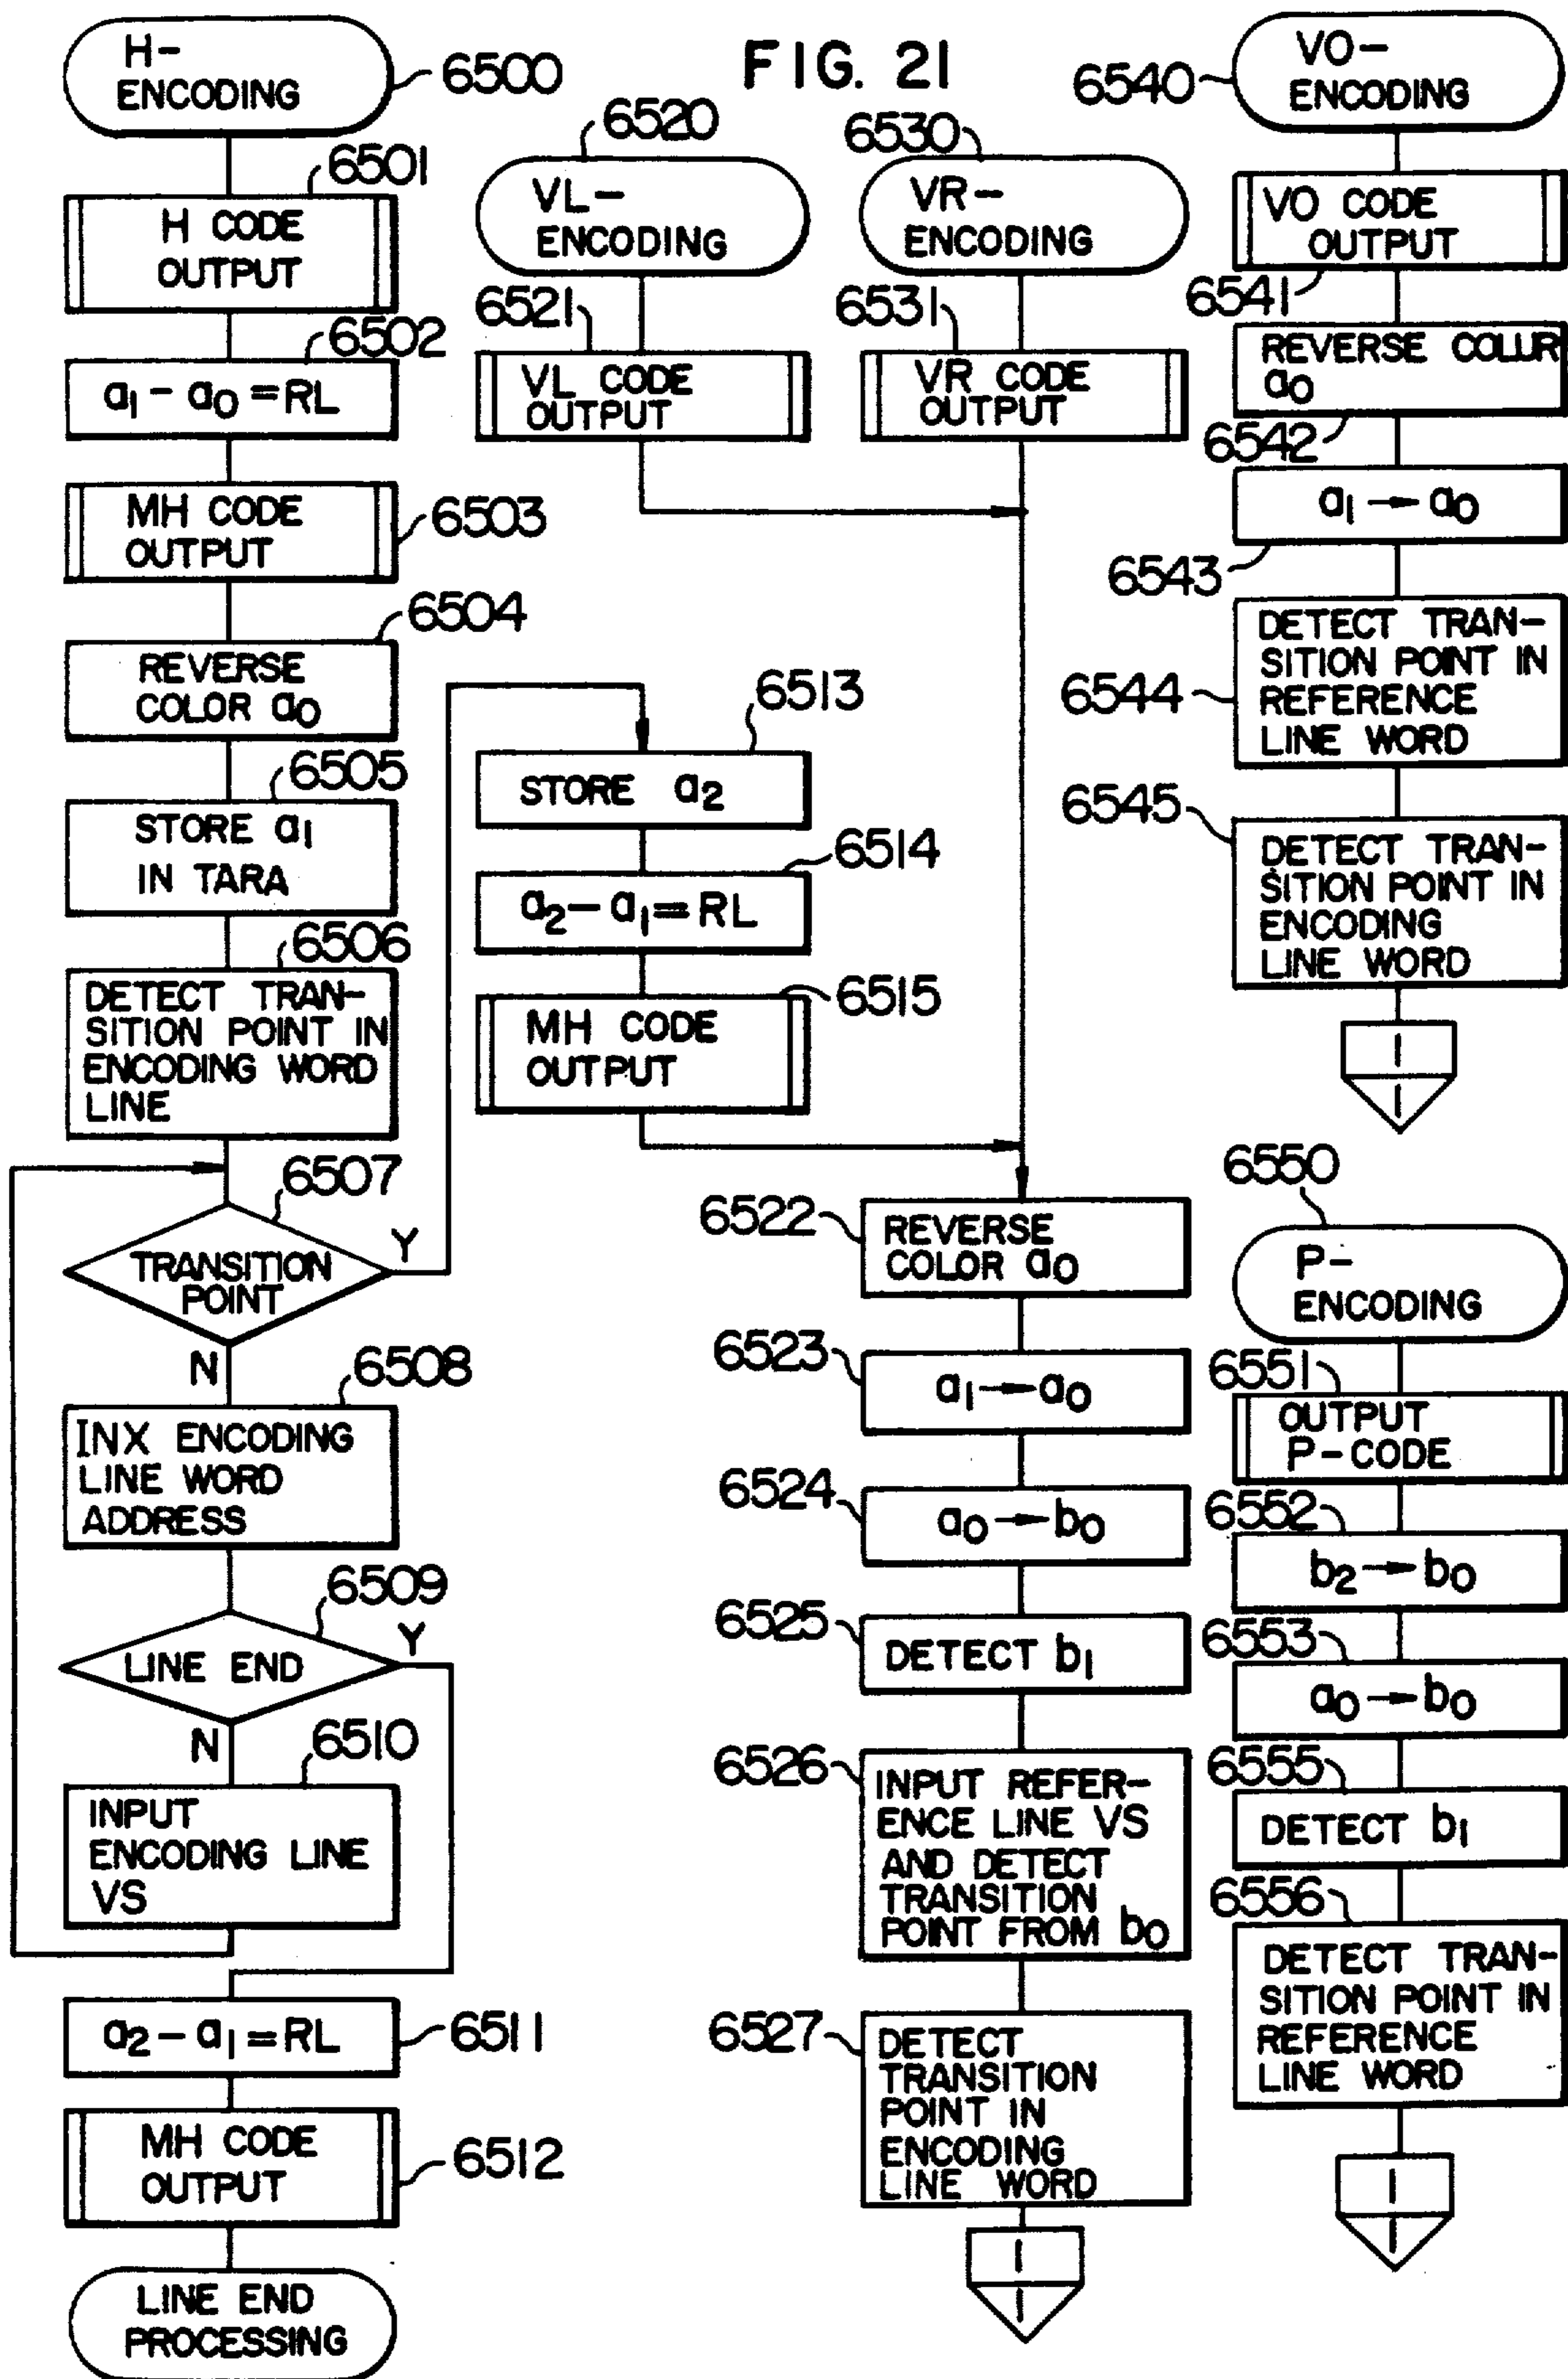 FIG. 21
H-
ENCODING
6500
6501
H CODE
OUTPUT
6502
a1 - a0 = RL
MH CODE
OUTPUT
6503
6504
REVERSE
COLOR a0
6505
STORE a1
IN TARA
6506
DETECT TRAN-
SITION POINT IN
ENCODING WORD
LINE
6507
TRANSITION
POINT
Y
N
6508
INX ENCODING
LINE WORD
ADDRESS
6509
LINE END
Y
N
6510
INPUT
ENCODING LINE
VS
a2 - a1 = RL
6511
MH CODE
OUTPUT
6512
LINE END
PROCESSING
6520
VL-
ENCODING
6521
VL CODE
OUTPUT
6513
STORE a2
6514
a2 - a1 = RL
6515
MH CODE
OUTPUT
6530
VR-
ENCODING
6531
VR CODE
OUTPUT
6522
REVERSE
COLOR a0
6523
a1 → a0
6524
a0 → b0
6525
DETECT b1
6526
INPUT REFER-
ENCE LINE VS
AND DETECT
TRANSITION
POINT FROM b0
6527
DETECT
TRANSITION
POINT IN
ENCODING
LINE WORD
1
6540
VO-
ENCODING
VO CODE
OUTPUT
6541
REVERSE COLUR
a0
6542
a1 → a0
6543
DETECT TRAN-
SITION POINT IN
REFERENCE
LINE WORD
6544
6545
DETECT TRAN-
SITION POINT IN
ENCODING
LINE WORD
1
6550
P-
ENCODING
6551
OUTPUT
P-CODE
6552
b2 → b0
6553
a0 → b0
6555
DETECT b1
6556
DETECT TRAN-
SITION POINT IN
REFERENCE
LINE WORD
1